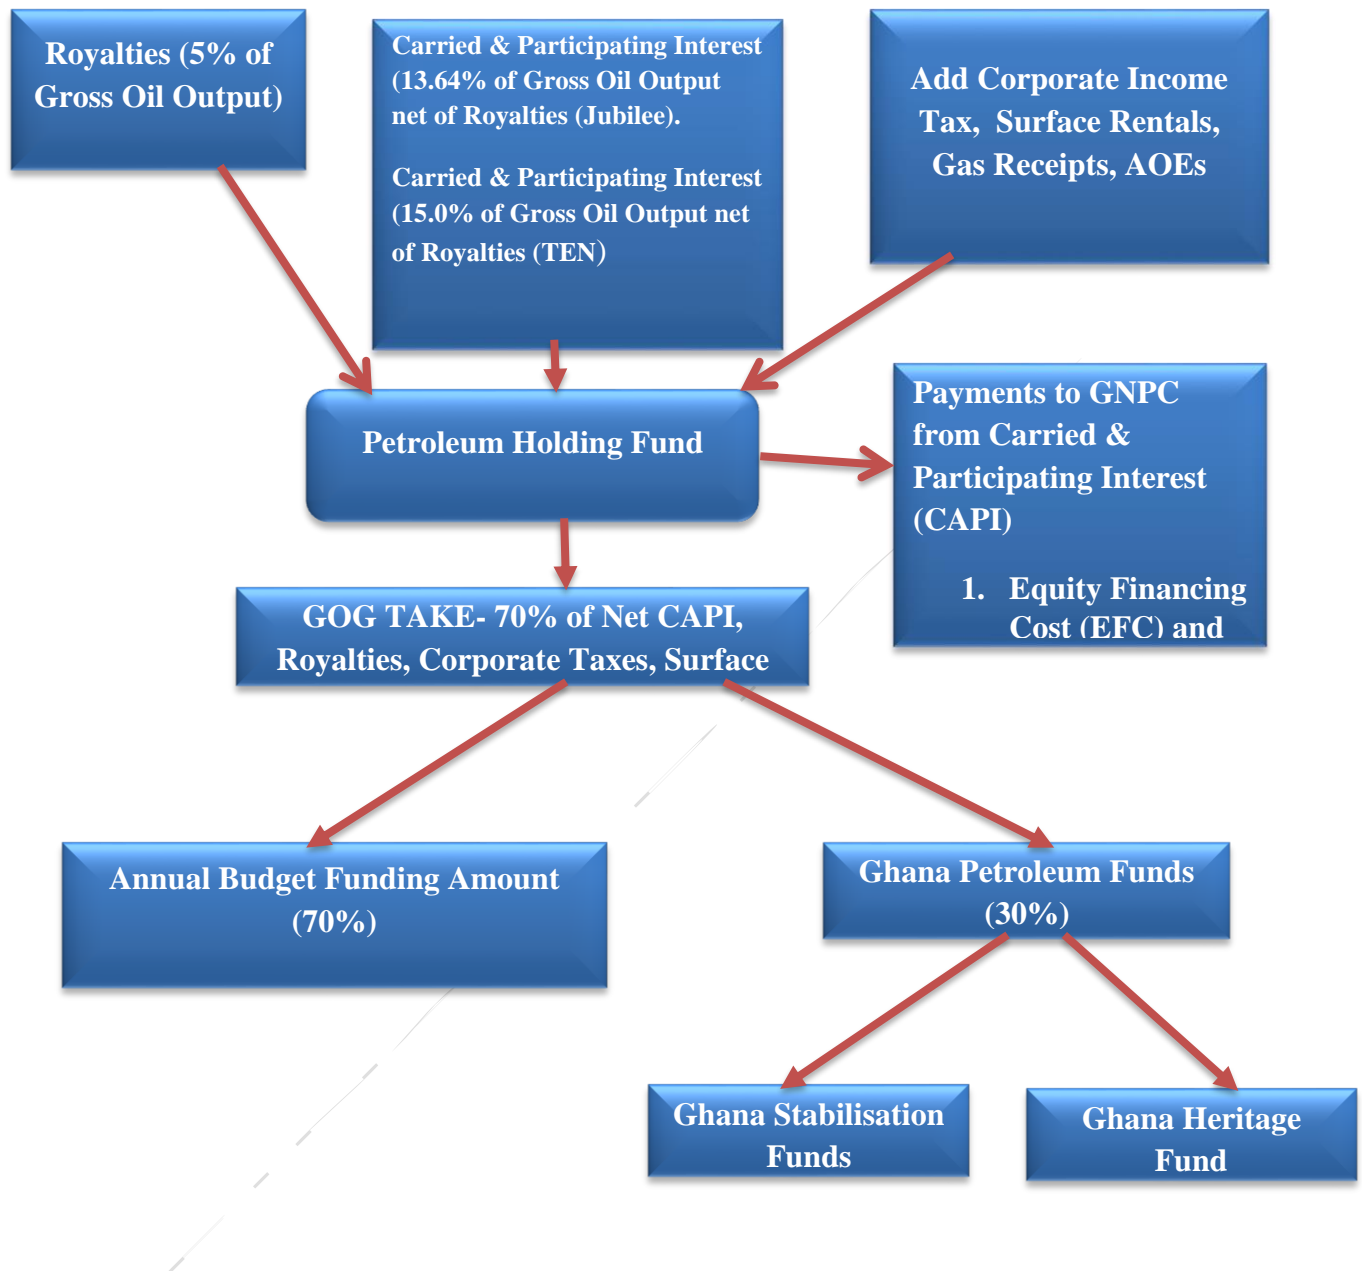 Royalties (5% of
Gross Oil Output)
Carried & Participating Interest
(13.64% of Gross Oil Output
net of Royalties (Jubilee).
Carried & Participating Interest
(15.0% of Gross Oil Output net
of Royalties (TEN)
Add Corporate Income
Tax, Surface Rentals,
Gas Receipts, AOEs
Petroleum Holding Fund
Payments to GNPC
from Carried &
Participating Interest
(CAPI)
1. Equity Financing
Cost (EFC) and
GOG TAKE- 70% of Net CAPI,
Royalties, Corporate Taxes, Surface
Annual Budget Funding Amount
(70%)
Ghana Petroleum Funds
(30%)
Ghana Stabilisation
Funds
Ghana Heritage
Fund